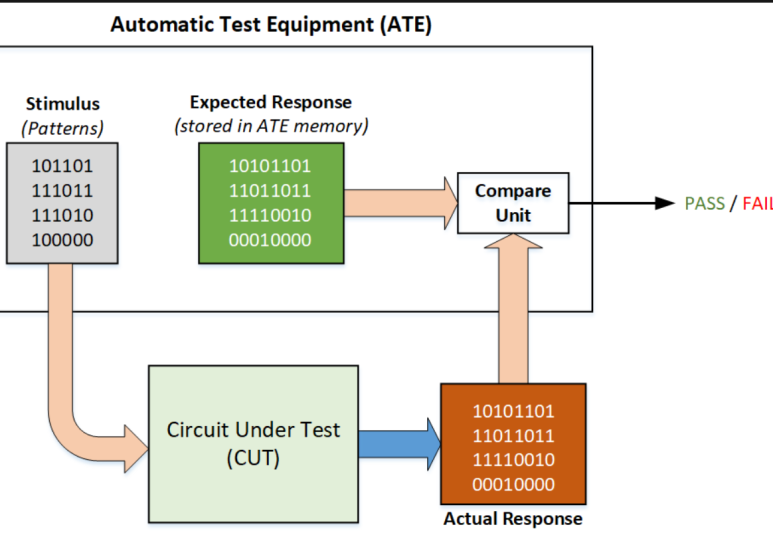 Automatic Test Equipment (ATE)
Stimulus
(Patterns)
101101
111011
111010
100000
Expected Response
(stored in ATE memory)
10101101
11011011
11110010
00010000
Compare
Unit
PASS / FAIL
Circuit Under Test
(CUT)
10101101
11011011
11110010
00010000
Actual Response